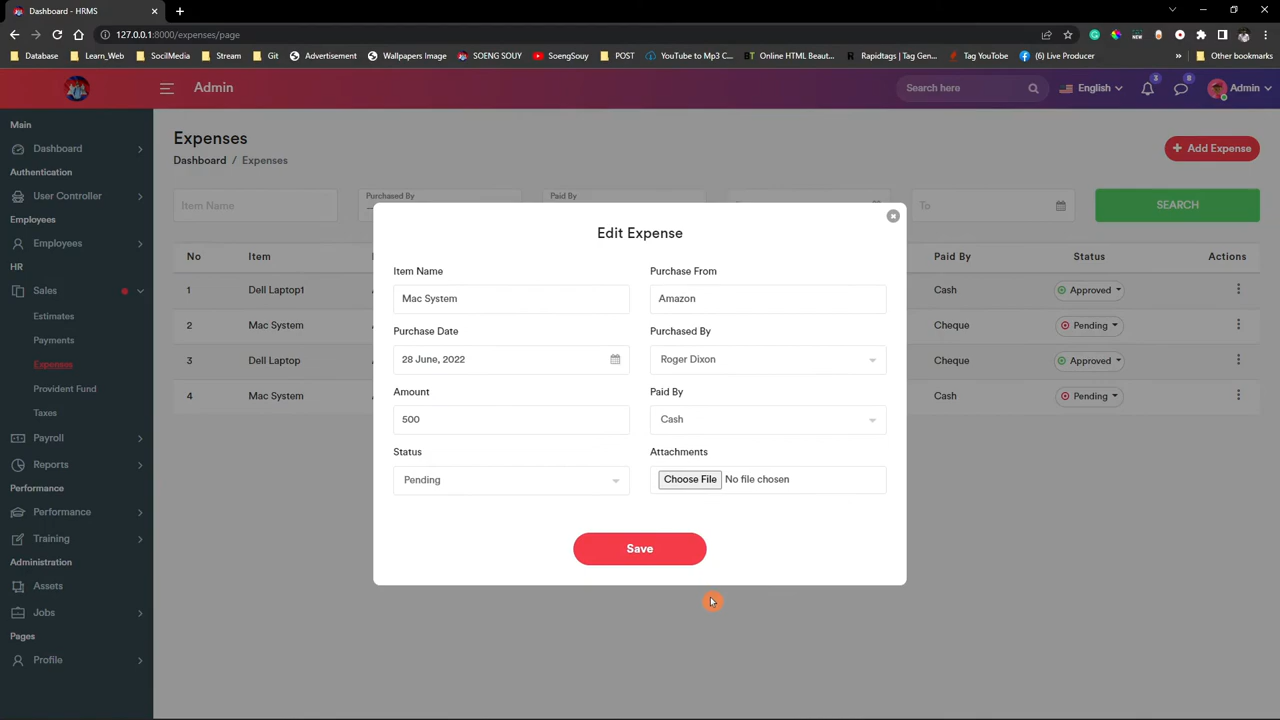 Dashboard - HRMS
127.0.0.1:8000/expenses/page
Database Learn_Web SocilMedia Stream Git Advertisement Wallpapers Image SOENG SOUY SoengSouy POST YouTube to Mp3 C... Online HTML Beaut... Rapidtags | Tag Gen... Tag YouTube (6) Live Producer » Other bookmarks
Admin
Search here
English
3
8
Admin
Main
Dashboard
Authentication
User Controller
Employees
Employees
HR
Sales
Estimates
Payments
Expenses
Provident Fund
Taxes
Payroll
Reports
Performance
Performance
Training
Administration
Assets
Jobs
Pages
Profile
Expenses
Dashboard / Expenses
+ Add Expense
Item Name
Purchased By
Paid By
To
SEARCH
No Item Paid By Status Actions
1 Dell Laptop1 Cash Approved
2 Mac System Cheque Pending
3 Dell Laptop Cheque Approved
4 Mac System Cash Pending
Edit Expense
Item Name
Mac System
Purchase From
Amazon
Purchase Date
28 June, 2022
Purchased By
Roger Dixon
Amount
500
Paid By
Cash
Status
Pending
Attachments
Choose File No file chosen
Save